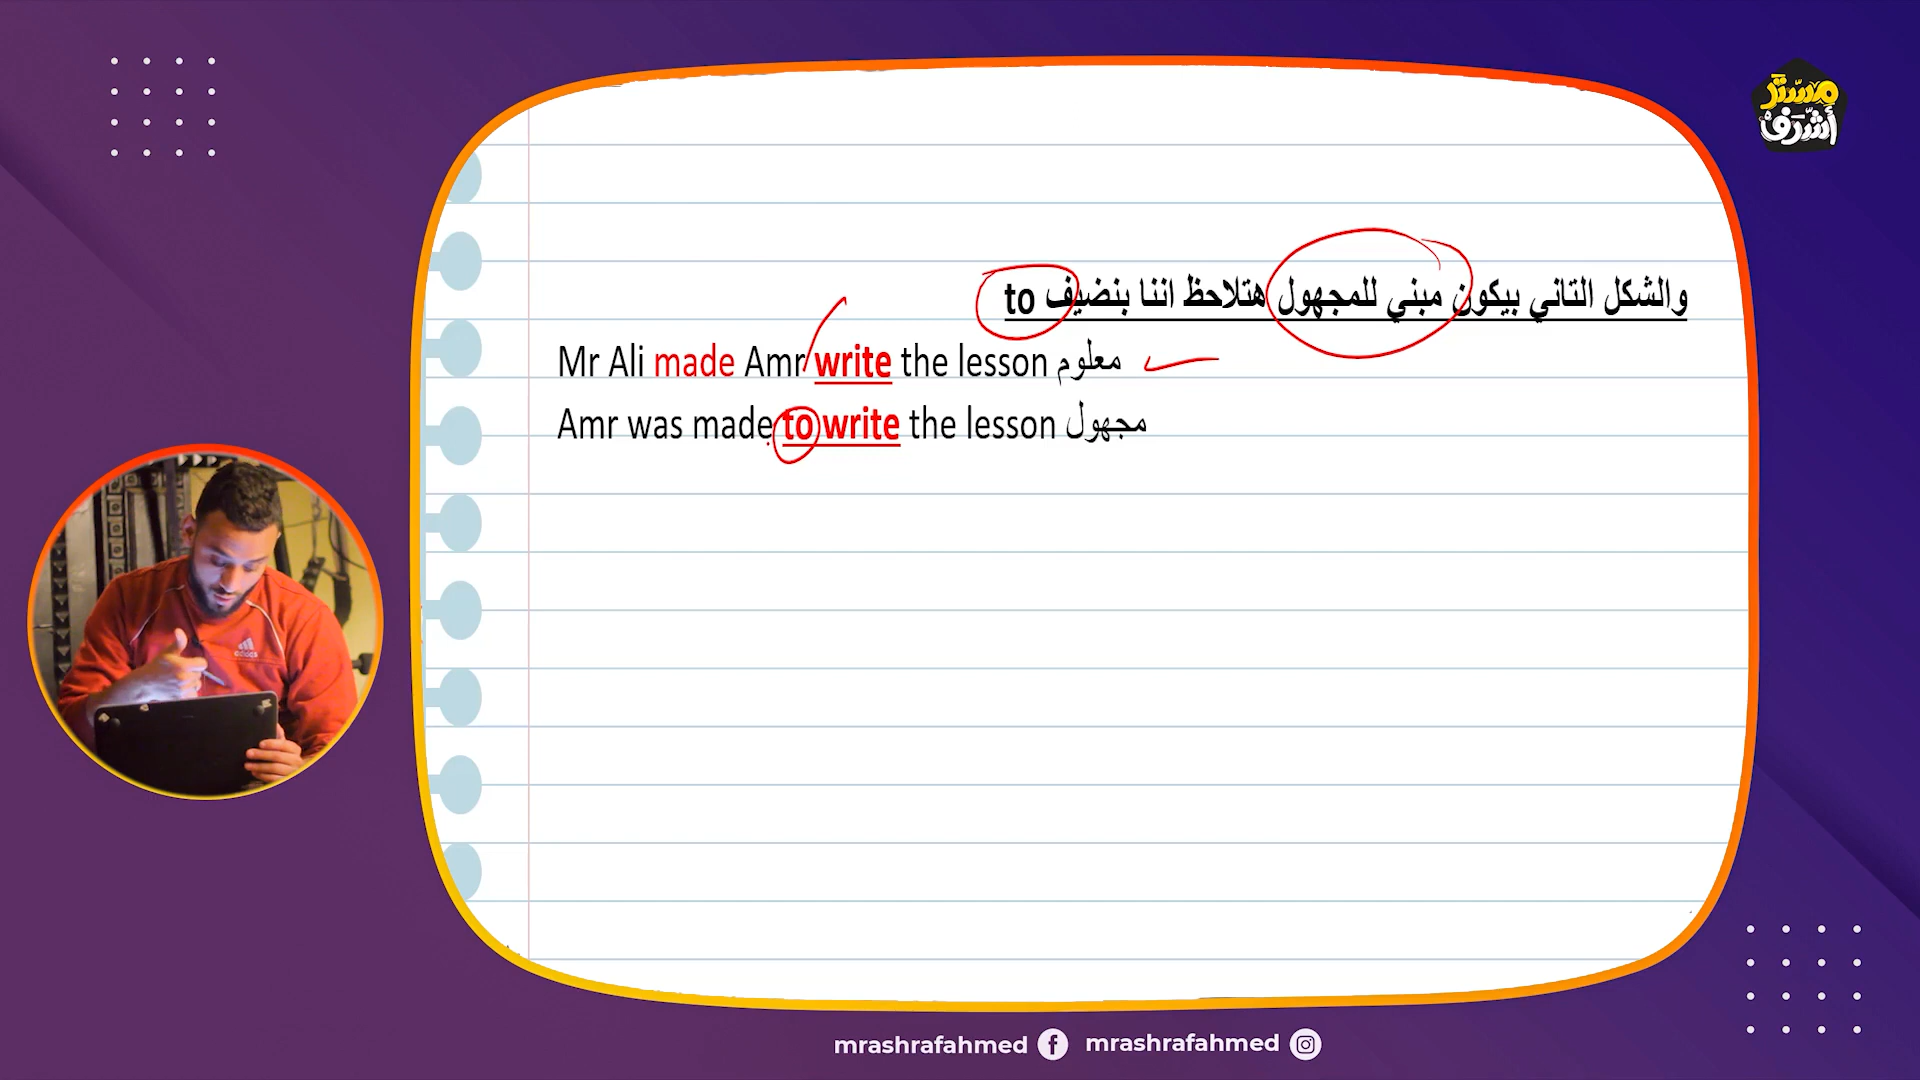 مستر
أشرف
والشكل التاني بيكون مبني للمجهول هتلاحظ اننا بنضيف to
Mr Ali made Amr write the lesson معلوم
Amr was made to write the lesson مجهول
adidas
mrashrafahmed
mrashrafahmed